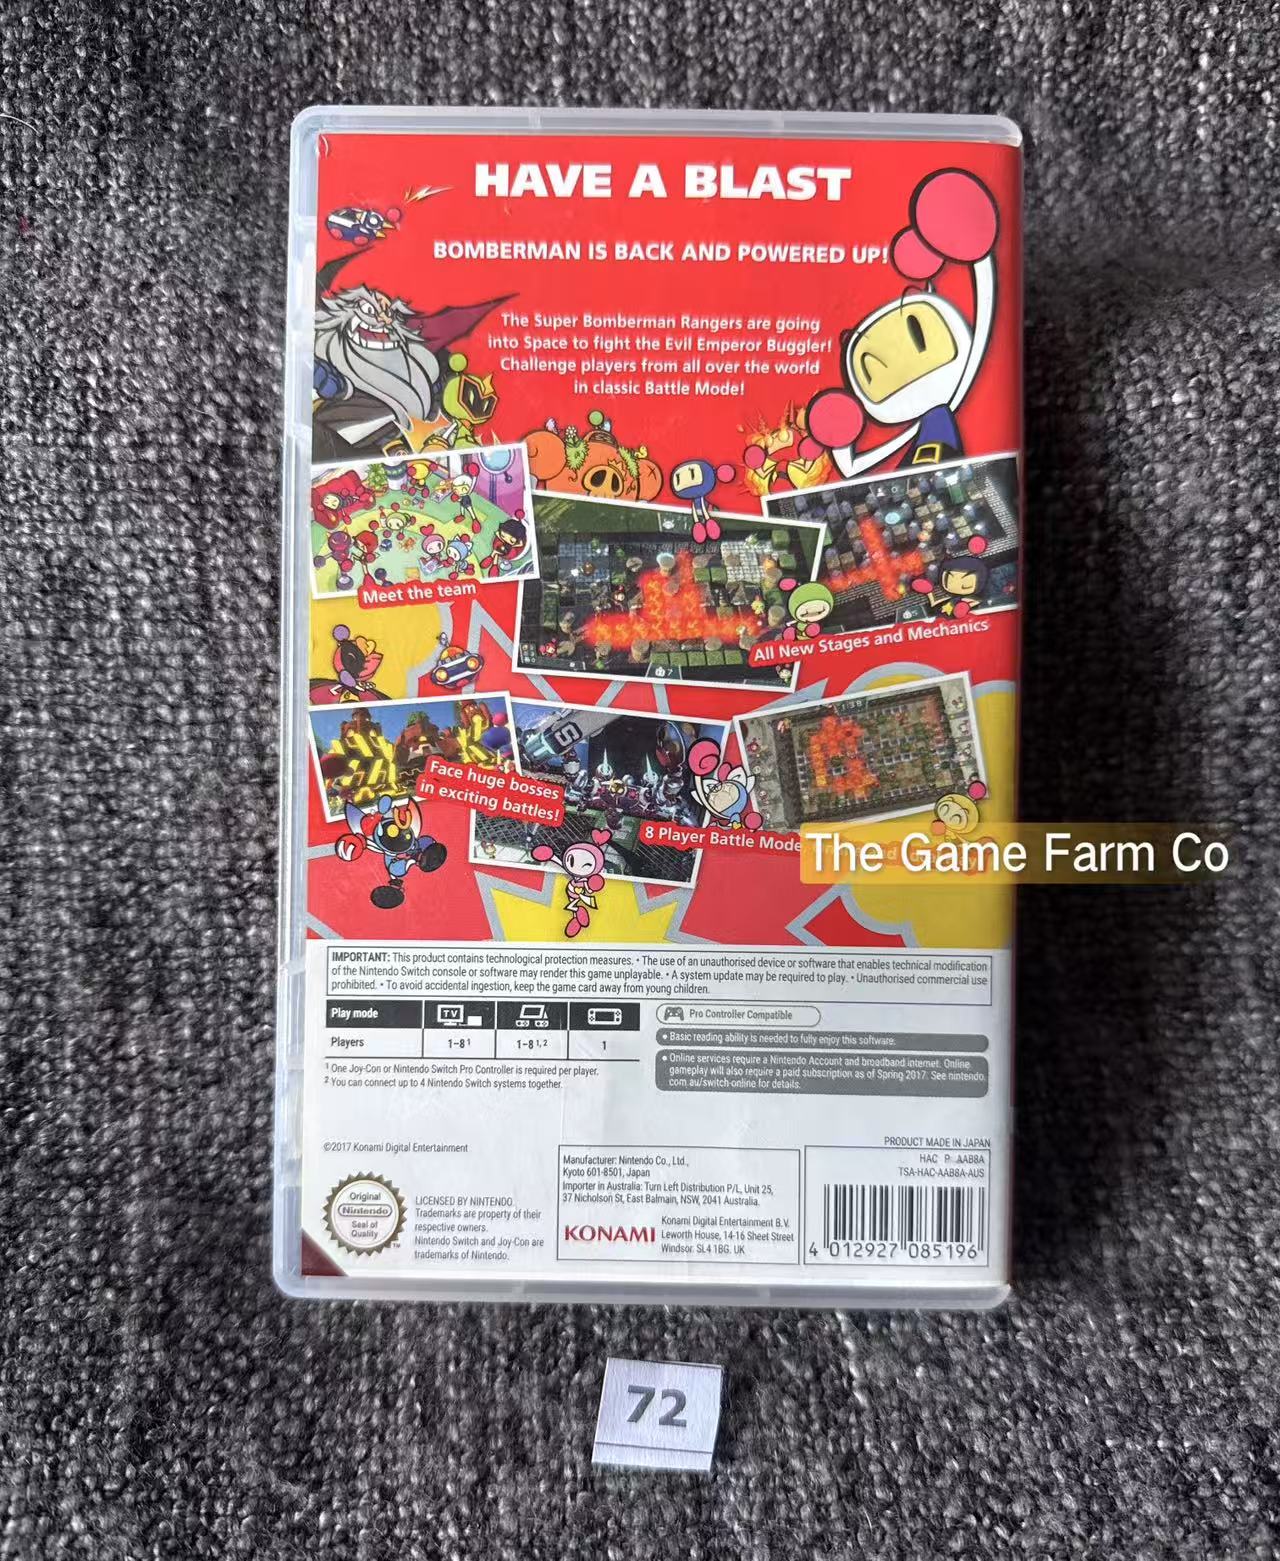 HAVE A BLAST
BOMBERMAN IS BACK AND POWERED UP!
The Super Bomberman Rangers are going
into Space to fight the Evil Emperor Buggler!
Challenge players from all over the world
in classic Battle Mode!
Meet the team
All New Stages and Mechanics
Face huge bosses
in exciting battles!
8 Player Battle Mode,
The Game Farm Co
IMPORTANT: This product contains technological protection measures. • The use of an unauthorised device or software that enables technical modification
of the Nintendo Switch console or software may render this game unplayable. • A system update may be required to play. • Unauthorised commercial use
prohibited. • To avoid accidental ingestion, keep the game card away from young children.
Play mode TV
Players 1-8¹ 1-8¹,² 1
¹ One Joy-Con or Nintendo Switch Pro Controller is required per player.
² You can connect up to 4 Nintendo Switch systems together.
Pro Controller Compatible
• Basic reading ability is needed to fully enjoy this software.
• Online services require a Nintendo Account and broadband internet. Online
gameplay will also require a paid subscription as of Spring 2017. See nintendo.
com.au/switch-online for details.
©2017 Konami Digital Entertainment
Original
Nintendo
Seal of
Quality
TM
LICENSED BY NINTENDO
Trademarks are property of their
respective owners.
Nintendo Switch and Joy-Con are
trademarks of Nintendo.
Manufacturer: Nintendo Co., Ltd.,
Kyoto 601-8501, Japan
Importer in Australia: Turn Left Distribution P/L, Unit 25,
37 Nicholson St, East Balmain, NSW, 2041 Australia.
KONAMI
Konami Digital Entertainment B.V.
Leworth House, 14-16 Sheet Street
Windsor. SL4 1BG. UK
PRODUCT MADE IN JAPAN
HAC P AAB8A
TSA-HAC-AAB8A-AUS
4 012927 085196
72